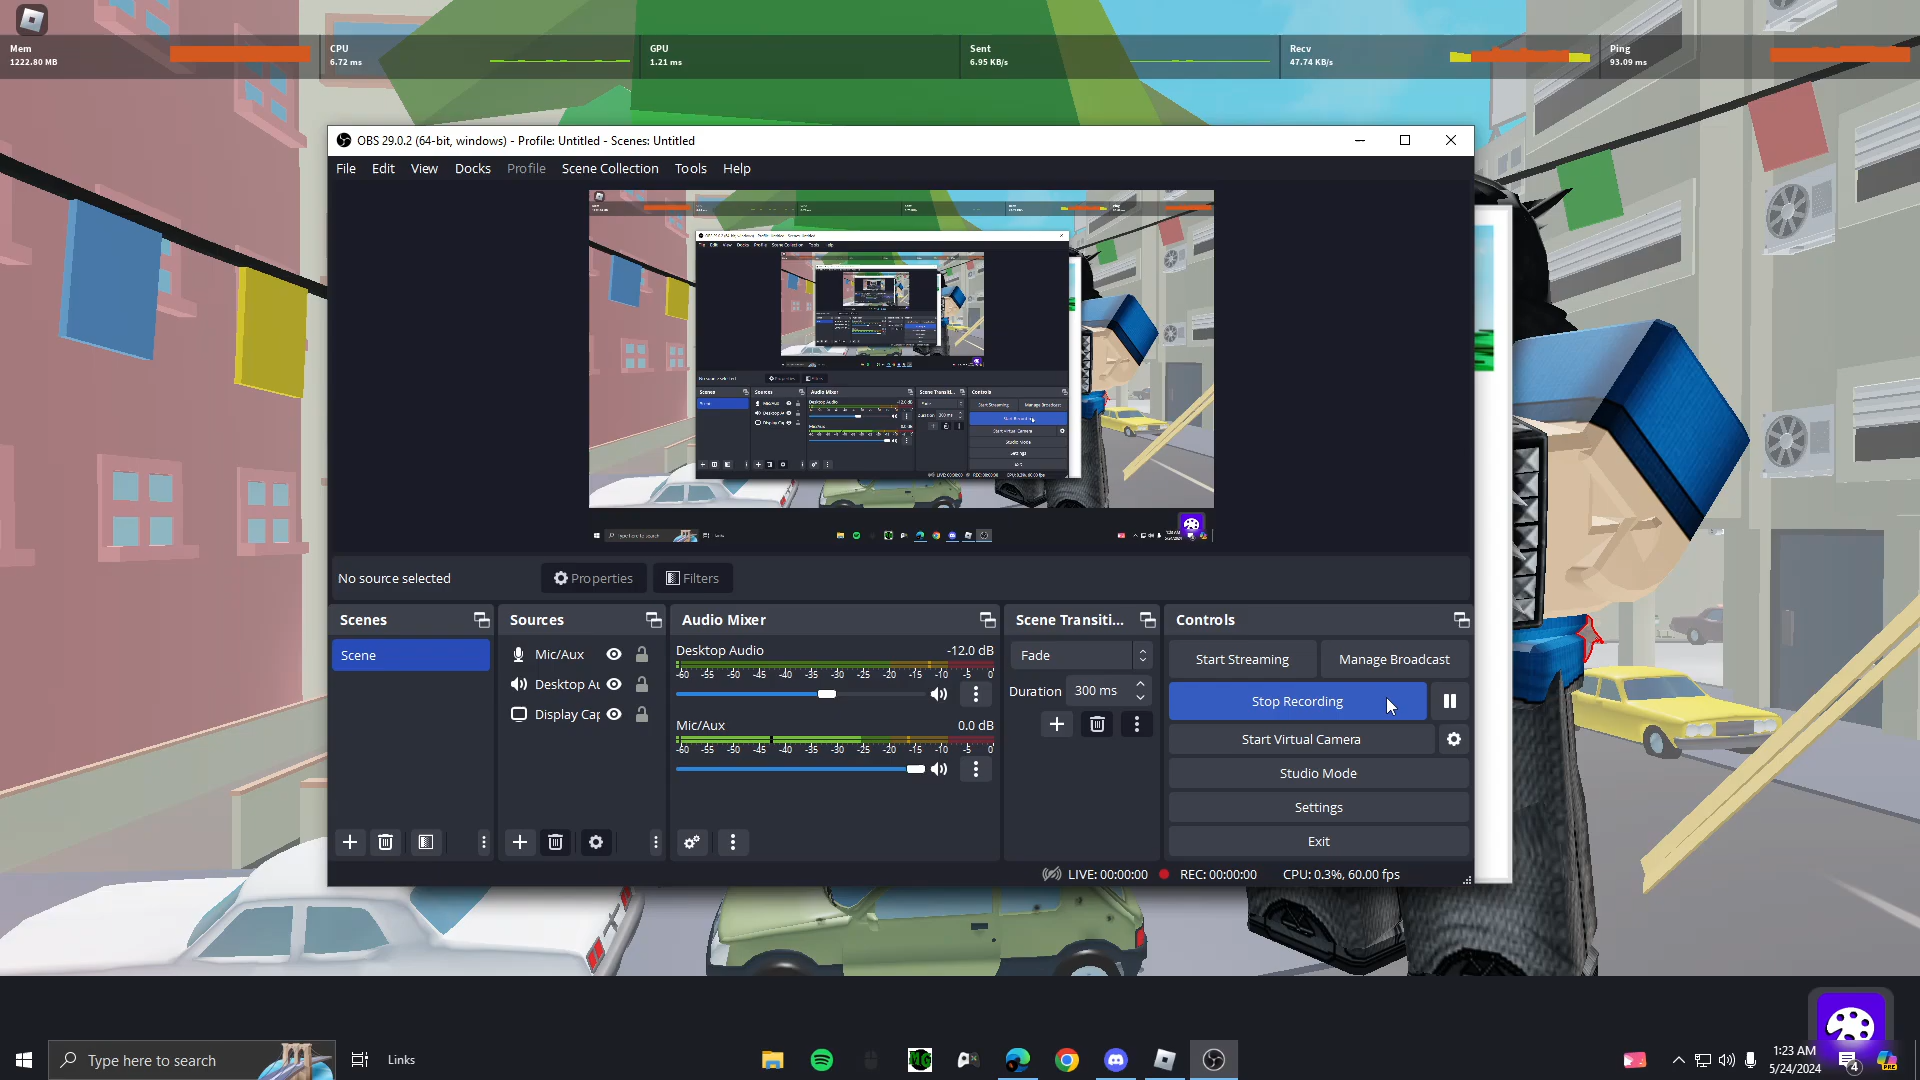 Mem
1222.80 MB
CPU
6.72 ms
GPU
1.21 ms
Sent
6.95 KB/s
Recv
47.74 KB/s
Ping
93.09 ms
OBS 29.0.2 (64-bit, windows) - Profile: Untitled - Scenes: Untitled
File Edit View Docks Profile Scene Collection Tools Help
No source selected
Properties
Filters
Scenes
Scene
Sources
Mic/Aux
Desktop Au
Display Cap
Audio Mixer
Desktop Audio -12.0 dB
-60 -55 -50 -45 -40 -35 -30 -25 -20 -15 -10 -5 0
Mic/Aux 0.0 dB
-60 -55 -50 -45 -40 -35 -30 -25 -20 -15 -10 -5 0
Scene Transiti...
Fade
Duration 300 ms
Controls
Start Streaming
Manage Broadcast
Stop Recording
Start Virtual Camera
Studio Mode
Settings
Exit
LIVE: 00:00:00 REC: 00:00:00 CPU: 0.3%, 60.00 fps
Type here to search
Links
MG
1:23 AM
5/24/2024
4
PRE